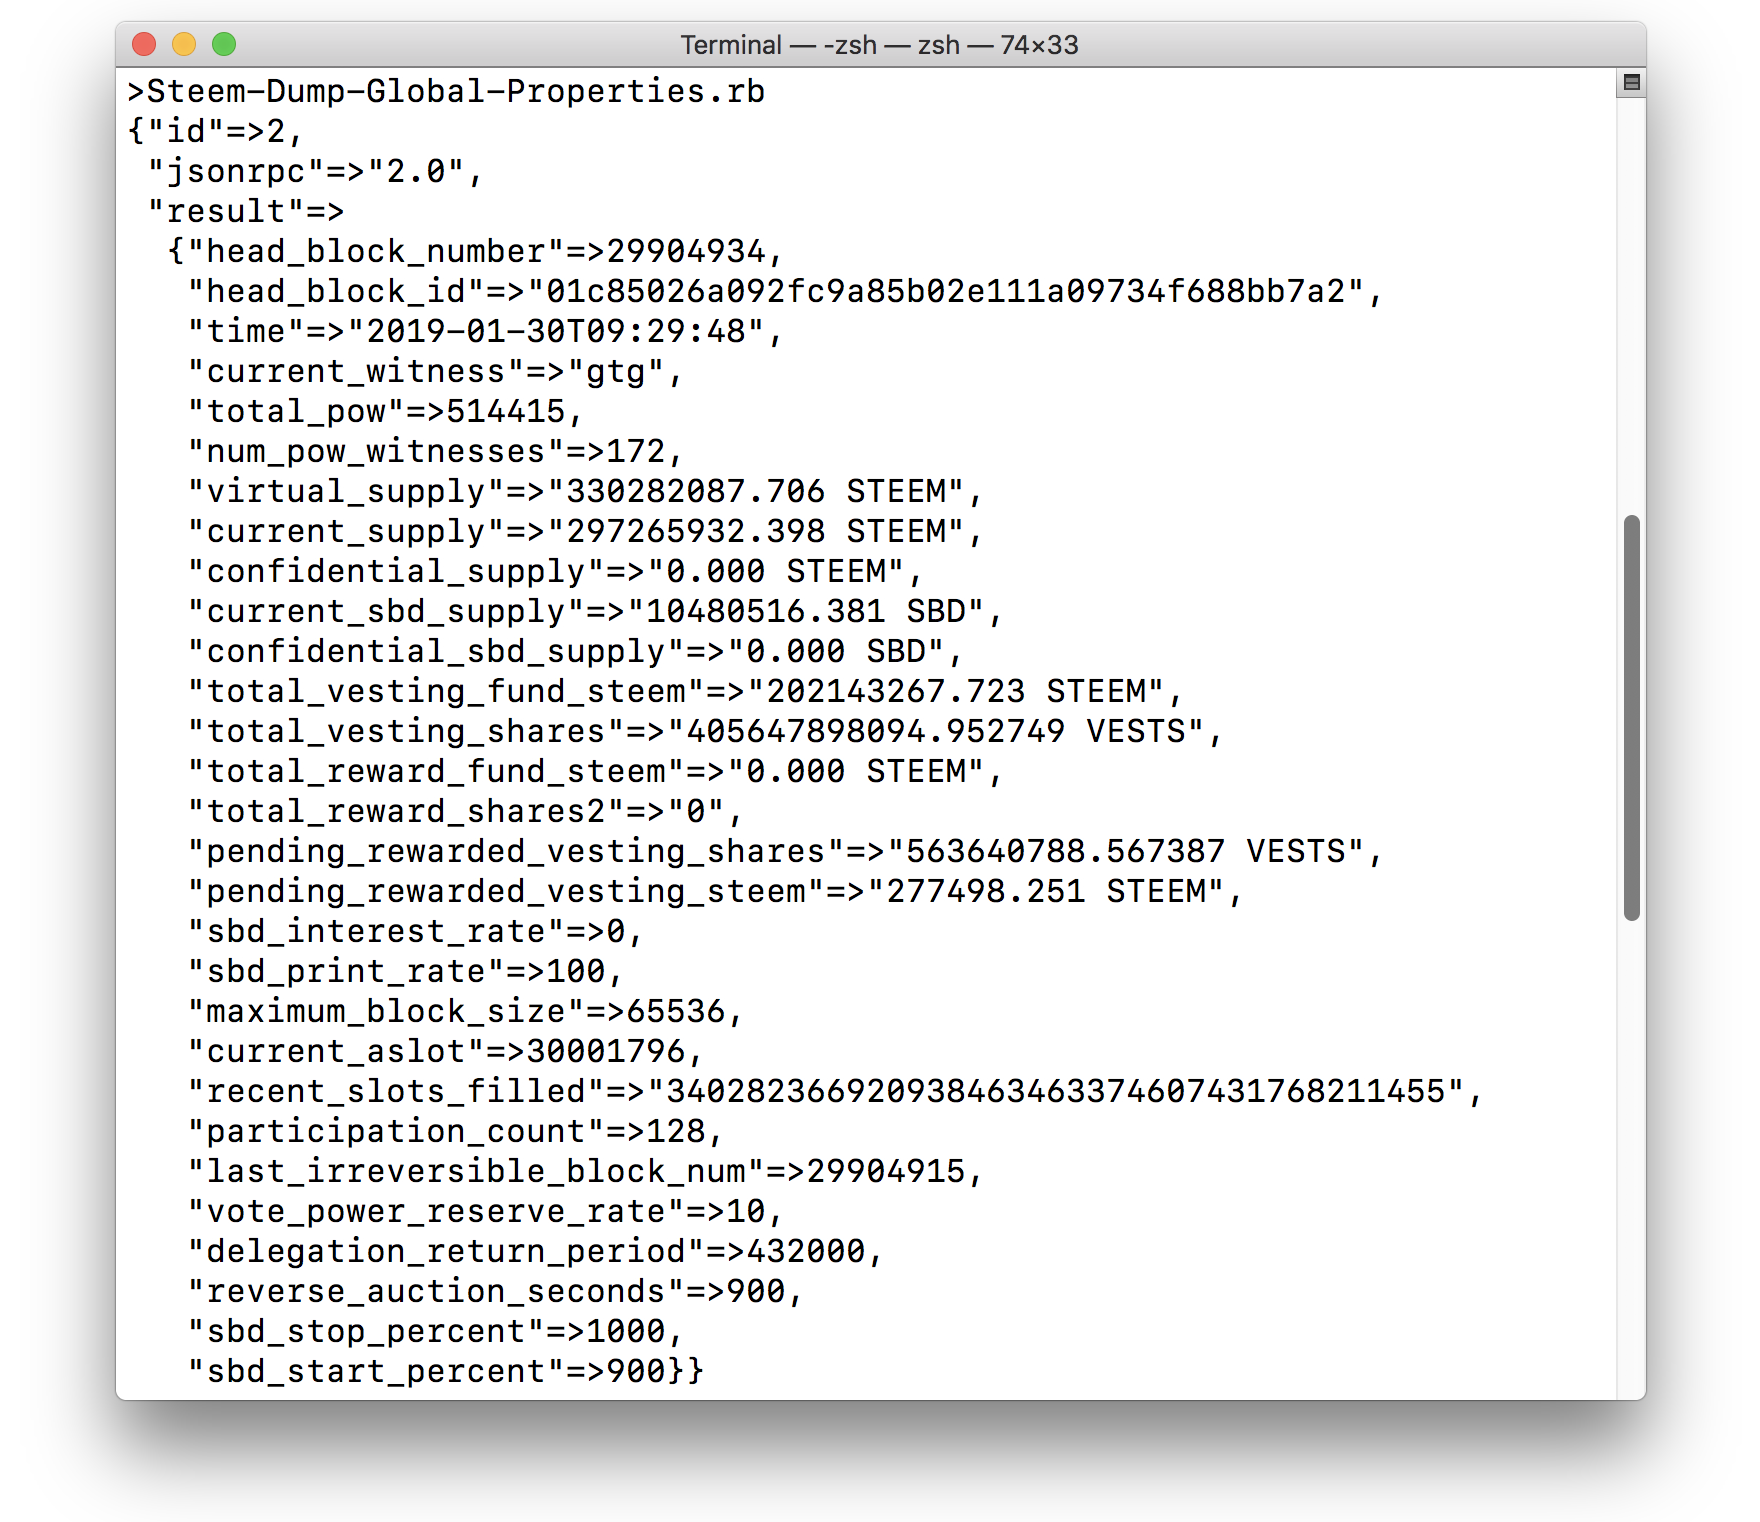 Terminal — -zsh — zsh — 74×33
>Steem-Dump-Global-Properties.rb
{"id"=>2,
"jsonrpc"=>"2.0",
"result"=>
{"head_block_number"=>29904934,
"head_block_id"=>"01c85026a092fc9a85b02e111a09734f688bb7a2",
"time"=>"2019-01-30T09:29:48",
"current_witness"=>"gtg",
"total_pow"=>514415,
"num_pow_witnesses"=>172,
"virtual_supply"=>"330282087.706 STEEM",
"current_supply"=>"297265932.398 STEEM",
"confidential_supply"=>"0.000 STEEM",
"current_sbd_supply"=>"10480516.381 SBD",
"confidential_sbd_supply"=>"0.000 SBD",
"total_vesting_fund_steem"=>"202143267.723 STEEM",
"total_vesting_shares"=>"405647898094.952749 VESTS",
"total_reward_fund_steem"=>"0.000 STEEM",
"total_reward_shares2"=>"0",
"pending_rewarded_vesting_shares"=>"563640788.567387 VESTS",
"pending_rewarded_vesting_steem"=>"277498.251 STEEM",
"sbd_interest_rate"=>0,
"sbd_print_rate"=>100,
"maximum_block_size"=>65536,
"current_aslot"=>30001796,
"recent_slots_filled"=>"340282366920938463463374607431768211455",
"participation_count"=>128,
"last_irreversible_block_num"=>29904915,
"vote_power_reserve_rate"=>10,
"delegation_return_period"=>432000,
"reverse_auction_seconds"=>900,
"sbd_stop_percent"=>1000,
"sbd_start_percent"=>900}}